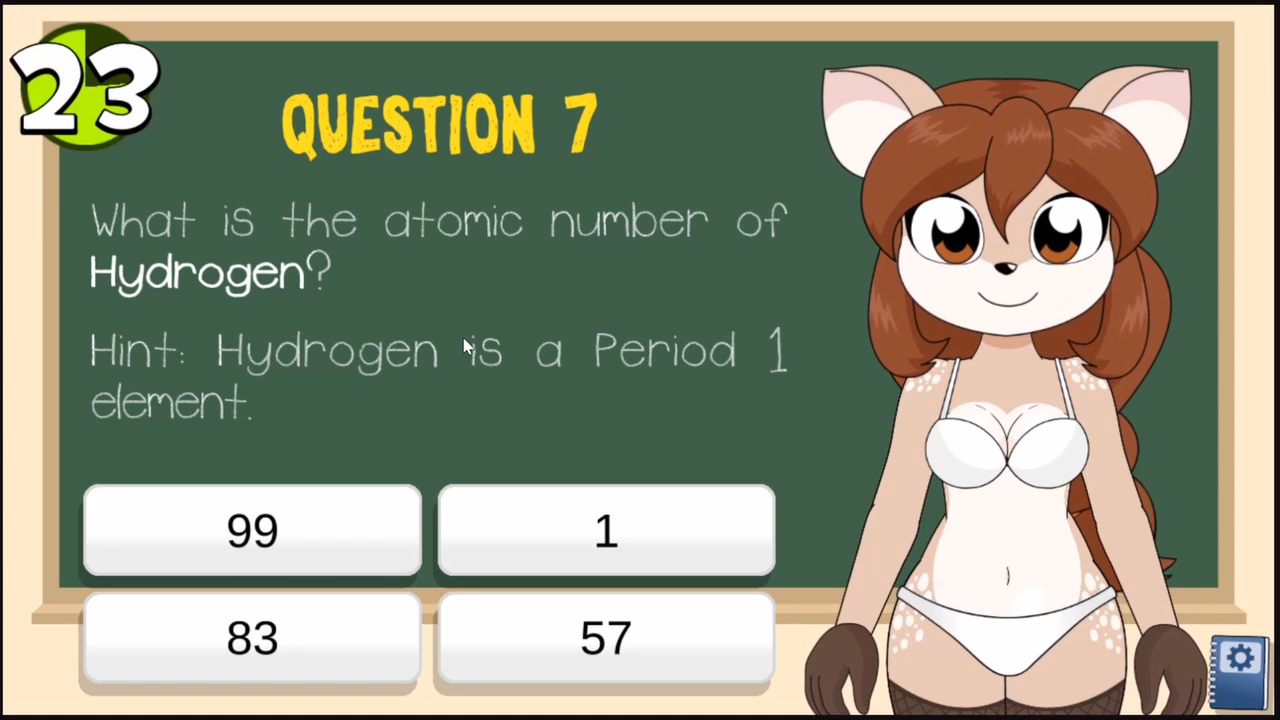 23
QUESTION 7
What is the atomic number of
Hydrogen?
Hint: Hydrogen is a Period 1
element.
99
1
83
57